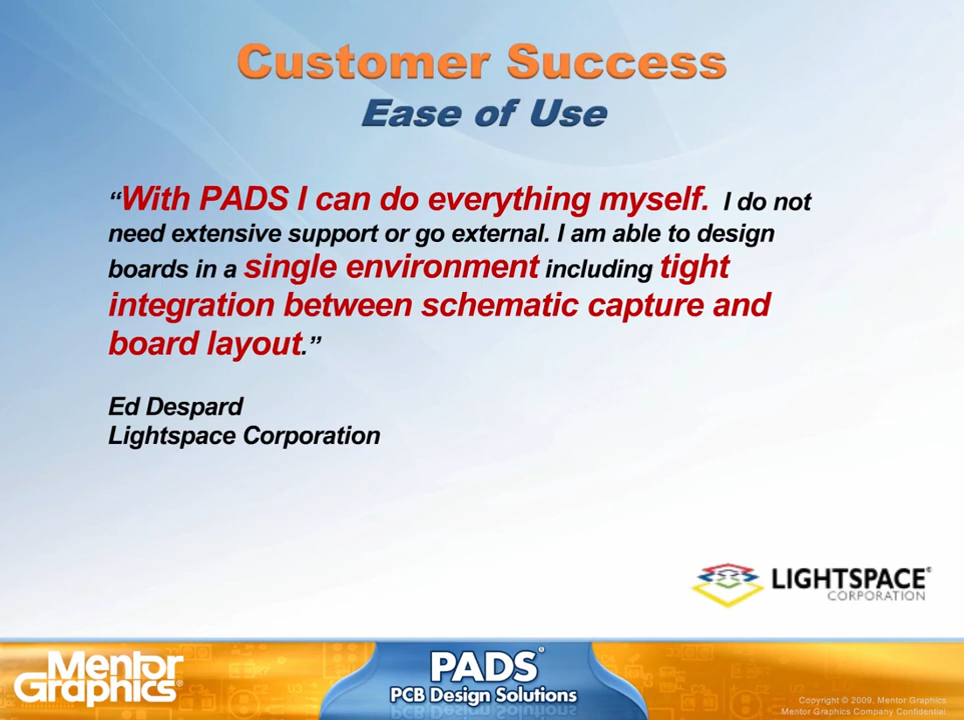 Customer Success
Ease of Use
“With PADS I can do everything myself. I do not
need extensive support or go external. I am able to design
boards in a single environment including tight
integration between schematic capture and
board layout.”
Ed Despard
Lightspace Corporation
LIGHTSPACE
CORPORATION
Mentor
Graphics®
PADS®
PCB Design Solutions
Copyright © 2009, Mentor Graphics
Mentor Graphics Company Confidential